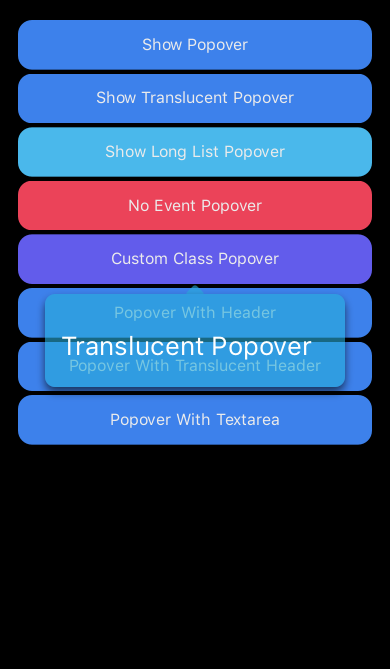 Show Popover
Show Translucent Popover
Show Long List Popover
No Event Popover
Custom Class Popover
Popover With Header
Translucent Popover
Popover With Translucent Header
Popover With Textarea